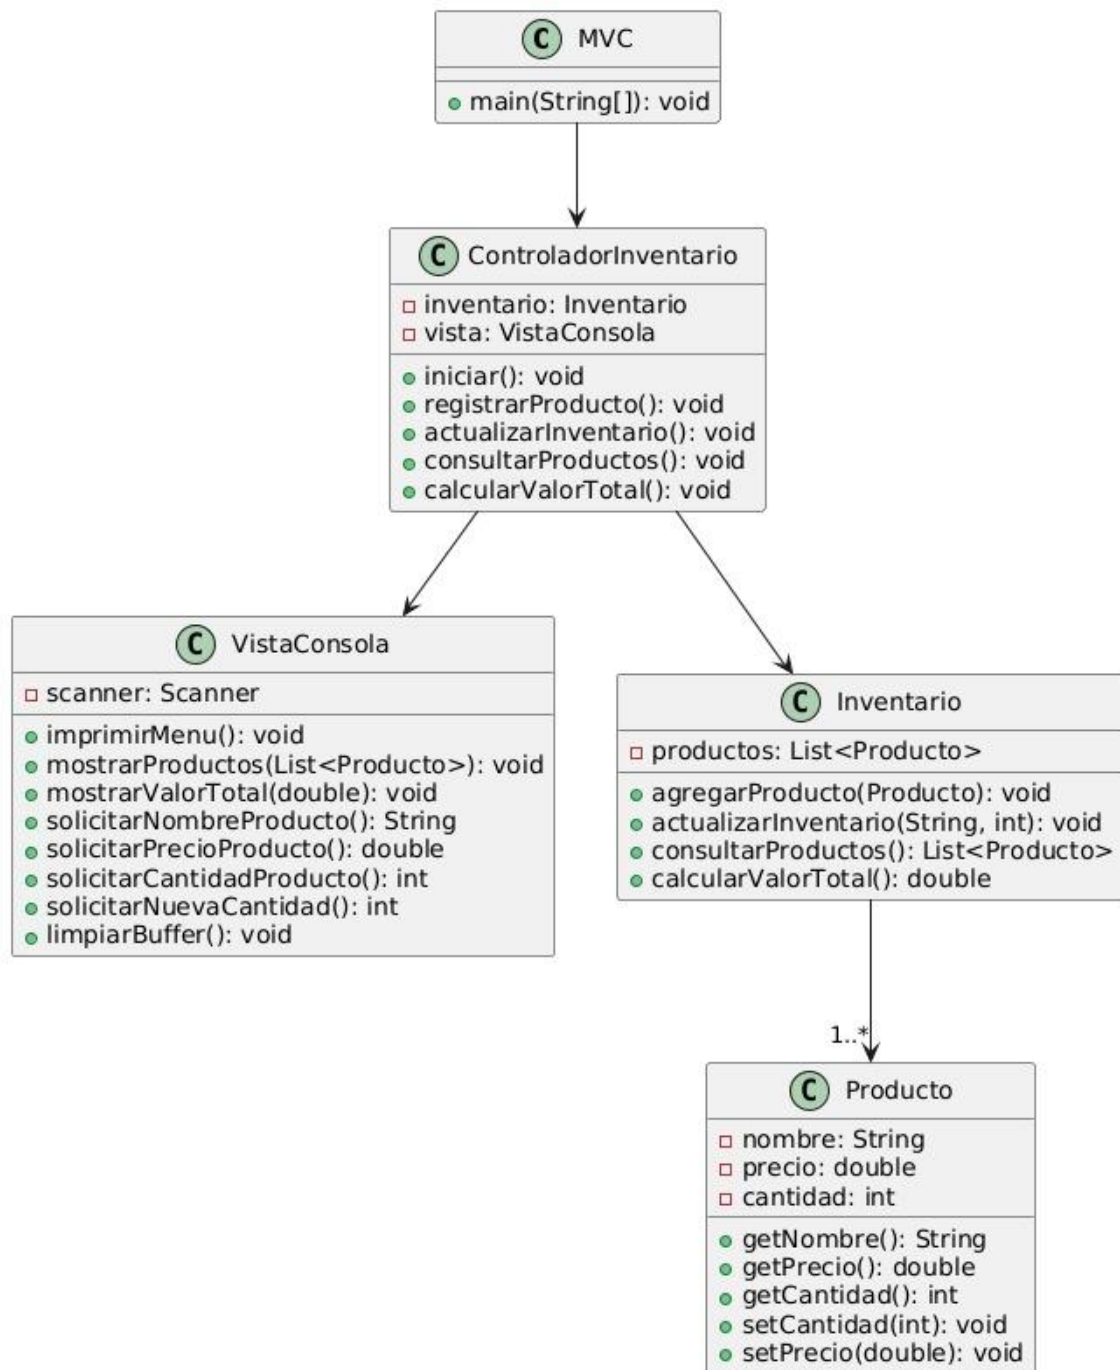 C MVC
main(String[]): void
C ControladorInventario
inventario: Inventario
vista: VistaConsola
iniciar(): void
registrarProducto(): void
actualizarInventario(): void
consultarProductos(): void
calcularValorTotal(): void
C VistaConsola
scanner: Scanner
imprimirMenu(): void
mostrarProductos(List<Producto>): void
mostrarValorTotal(double): void
solicitarNombreProducto(): String
solicitarPrecioProducto(): double
solicitarCantidadProducto(): int
solicitarNuevaCantidad(): int
limpiarBuffer(): void
C Inventario
productos: List<Producto>
agregarProducto(Producto): void
actualizarInventario(String, int): void
consultarProductos(): List<Producto>
calcularValorTotal(): double
1..*
C Producto
nombre: String
precio: double
cantidad: int
getNombre(): String
getPrecio(): double
getCantidad(): int
setCantidad(int): void
setPrecio(double): void